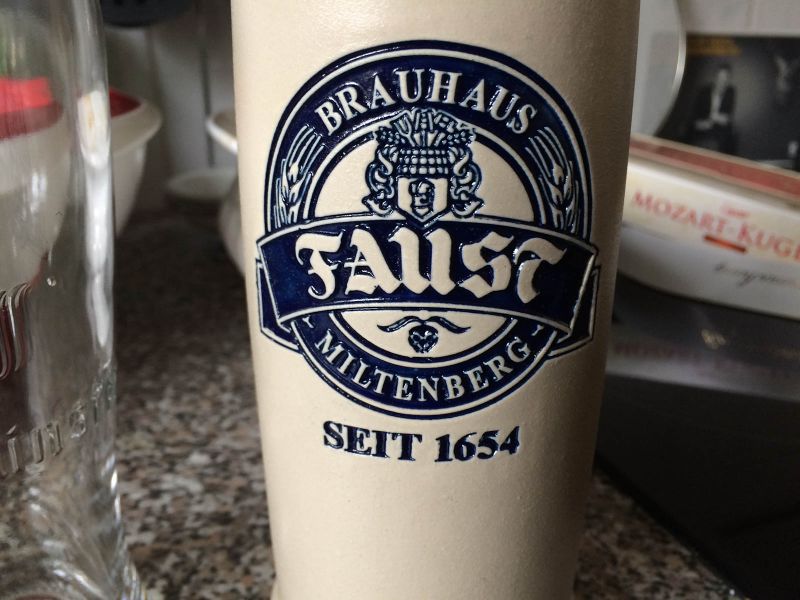 BRAUHAUS
FAUST
MILTENBERG
SEIT 1654
MOZART-KUGE